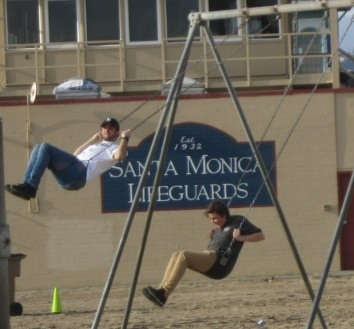 Est.
1932
SANTA MONICA
LIFEGUARDS